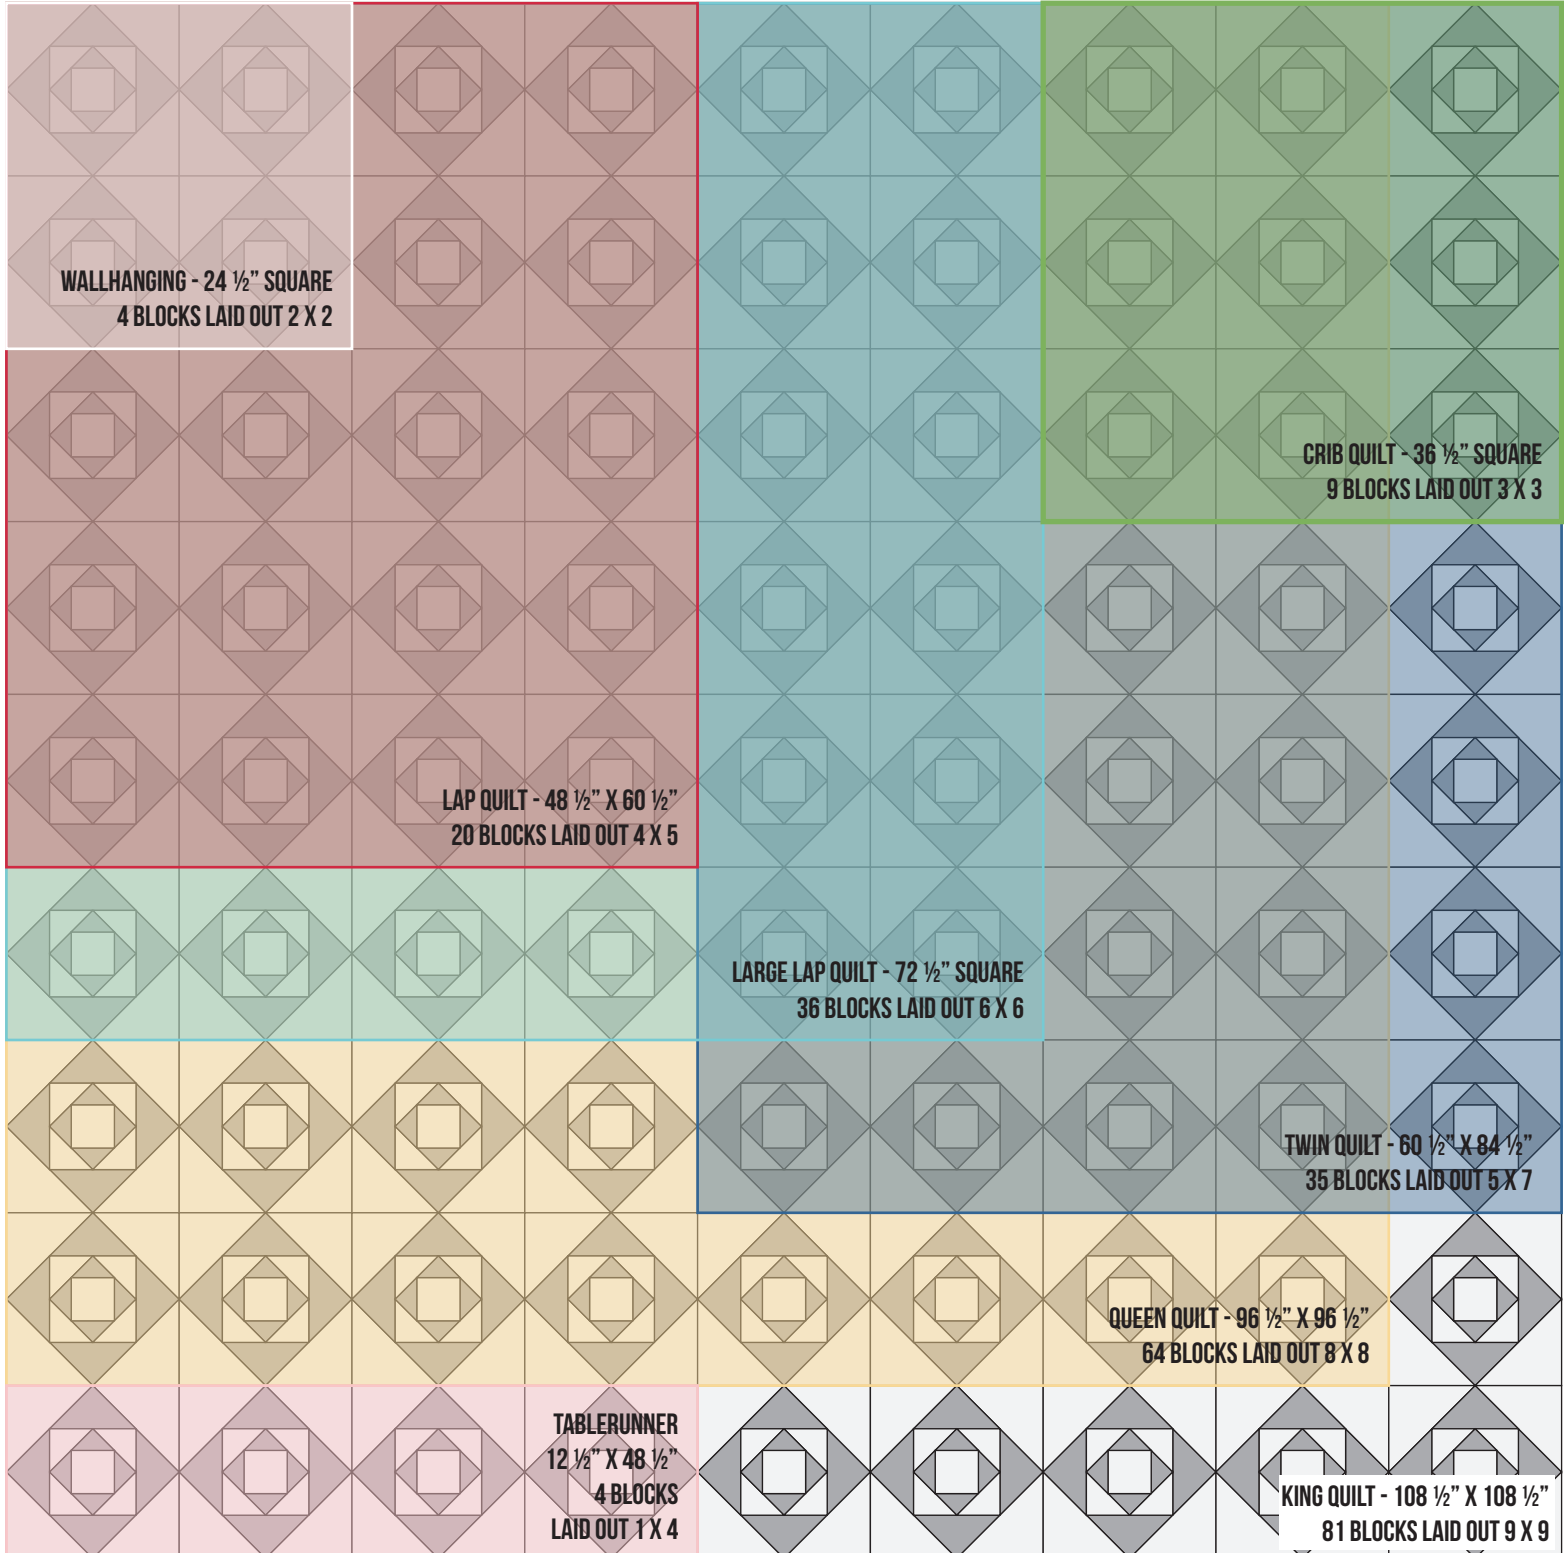 WALLHANGING - 24 ½” SQUARE
4 BLOCKS LAID OUT 2 X 2
CRIB QUILT - 36 ½” SQUARE
9 BLOCKS LAID OUT 3 X 3
LAP QUILT - 48 ½” X 60 ½”
20 BLOCKS LAID OUT 4 X 5
LARGE LAP QUILT - 72 ½” SQUARE
36 BLOCKS LAID OUT 6 X 6
TWIN QUILT - 60 ½” X 84 ½”
35 BLOCKS LAID OUT 5 X 7
QUEEN QUILT - 96 ½” X 96 ½”
64 BLOCKS LAID OUT 8 X 8
TABLERUNNER
12 ½” X 48 ½”
4 BLOCKS
LAID OUT 1 X 4
KING QUILT - 108 ½” X 108 ½”
81 BLOCKS LAID OUT 9 X 9